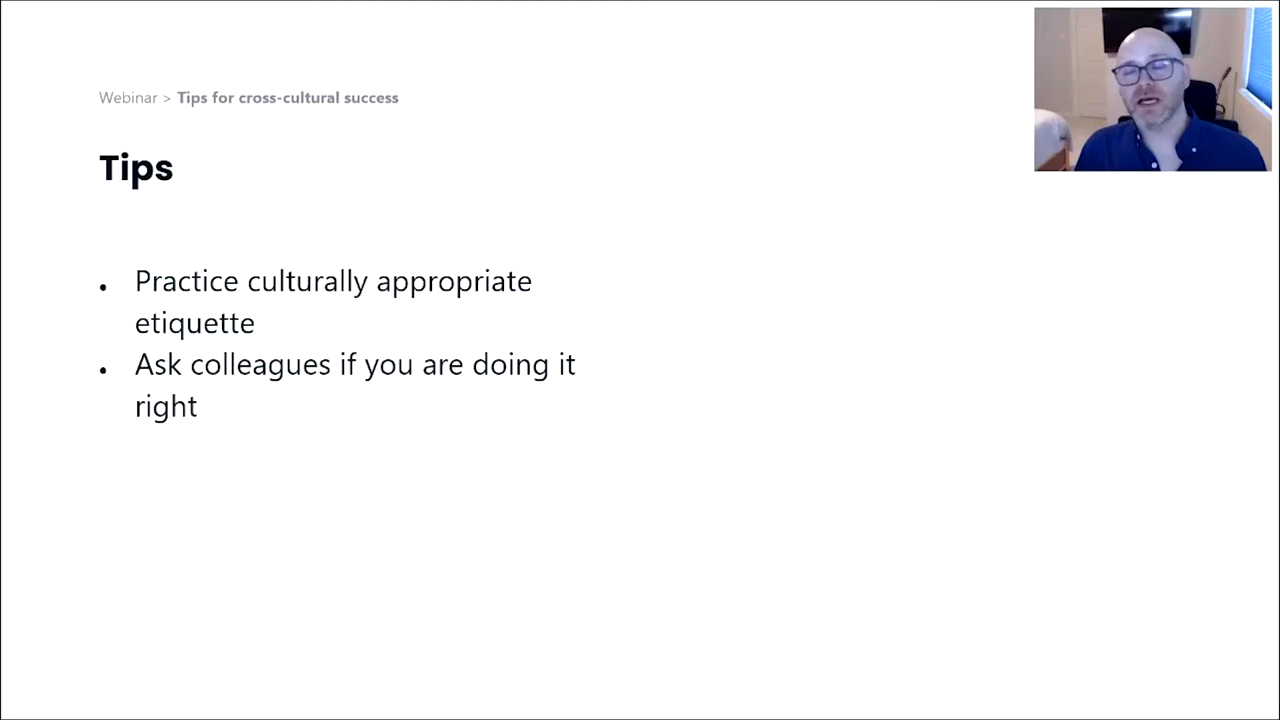 Webinar > Tips for cross-cultural success
Tips
• Practice culturally appropriate
etiquette
• Ask colleagues if you are doing it
right